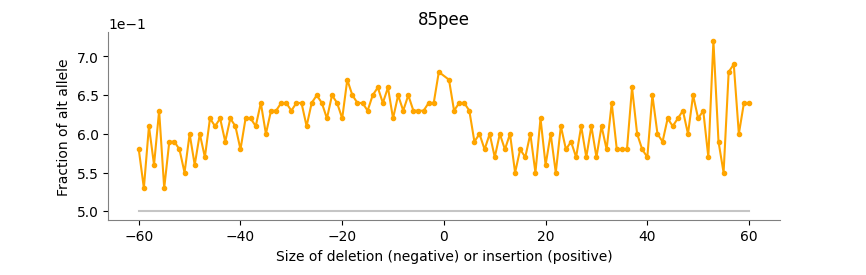 85pee
1e−1
7.0
6.5
6.0
5.5
5.0
Fraction of alt allele
−60 −40 −20 0 20 40 60
Size of deletion (negative) or insertion (positive)